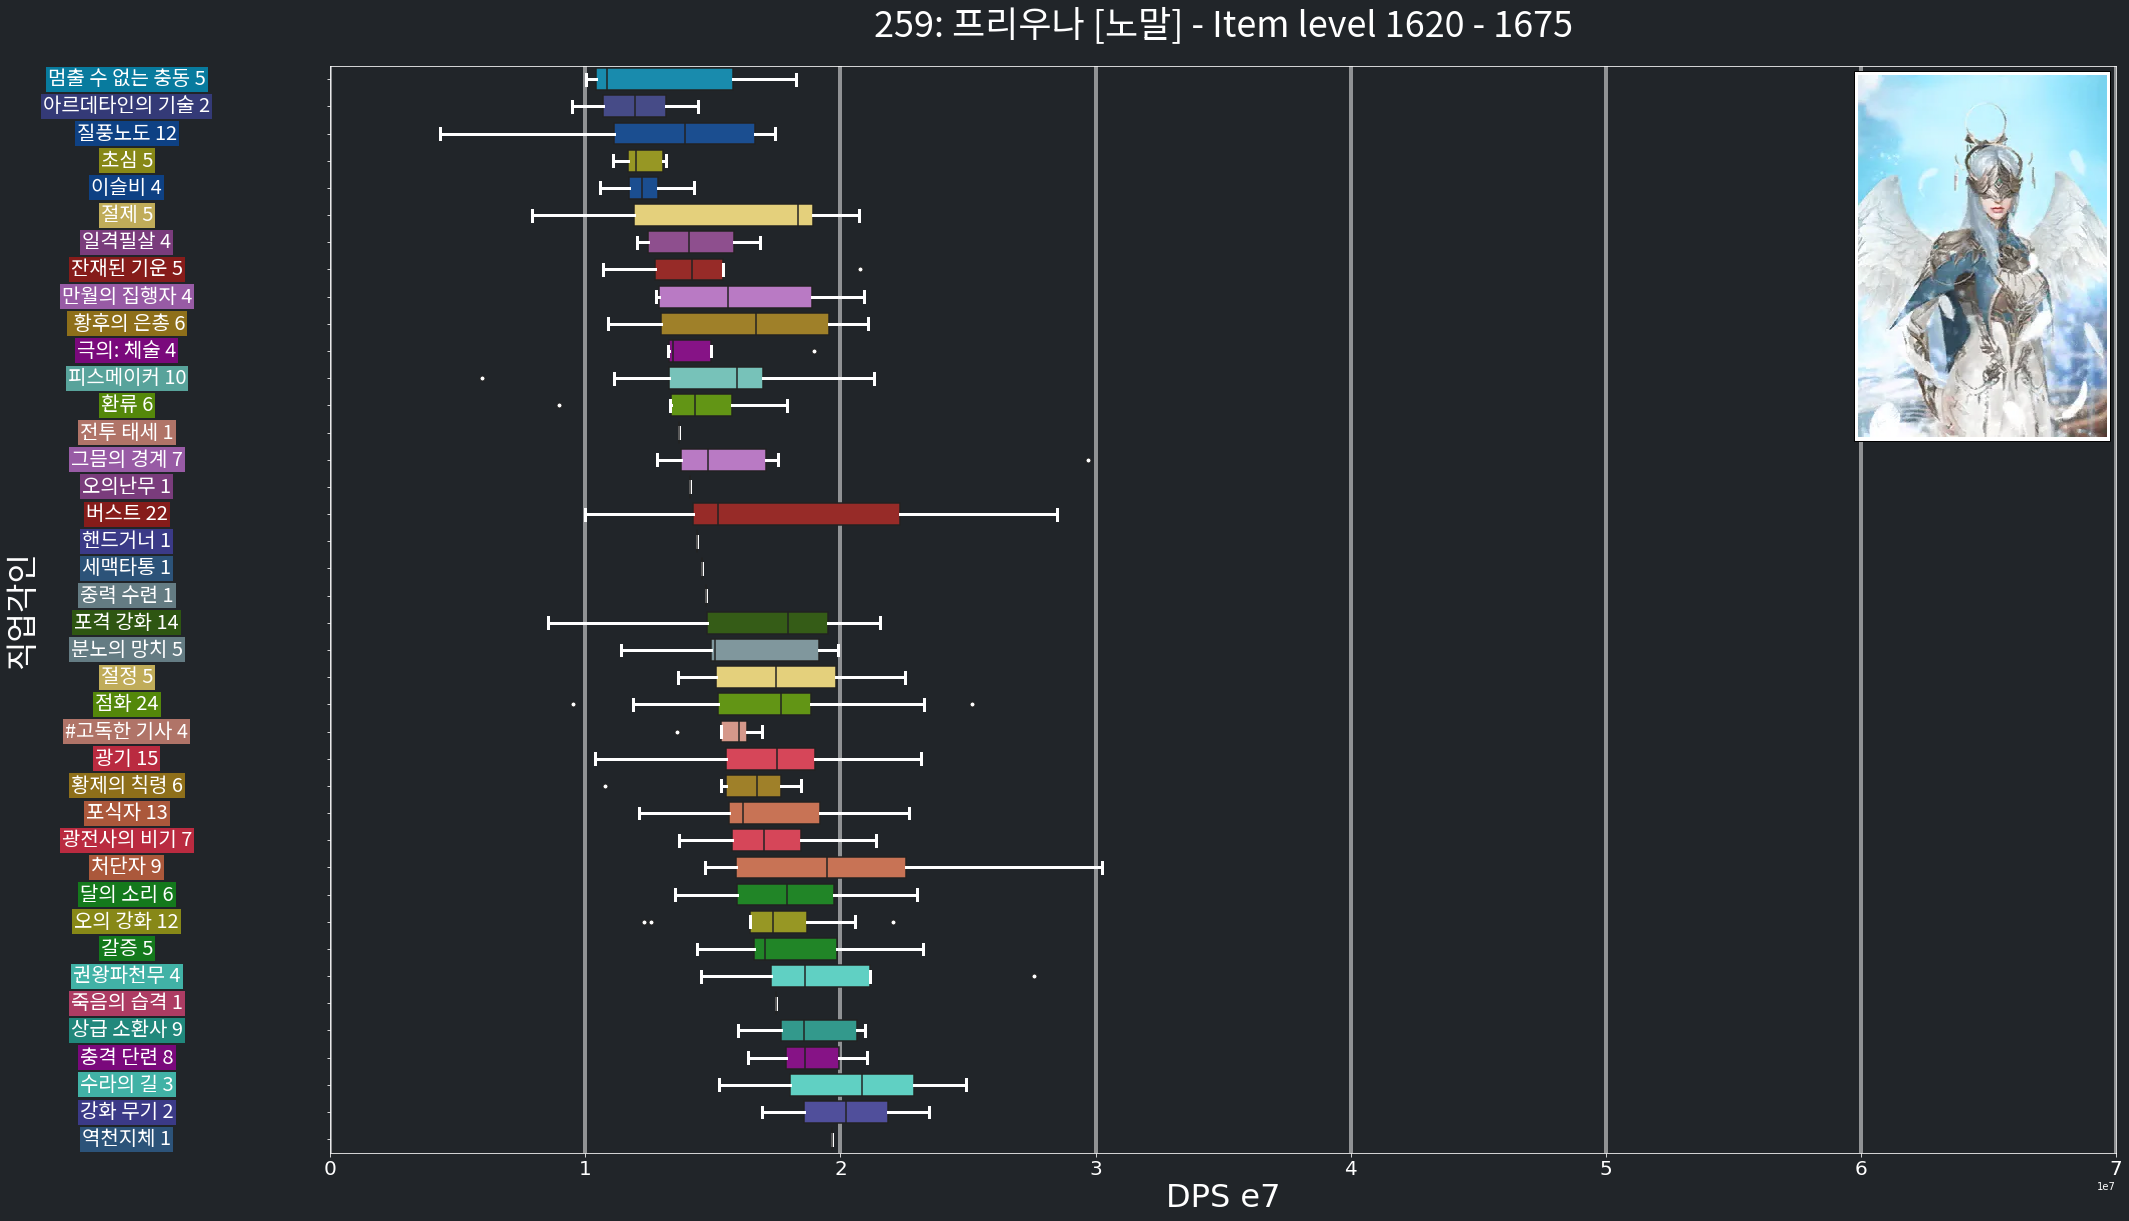 259: 프리우나 [노말] - Item level 1620 - 1675
멈출 수 없는 충동 5
아르데타인의 기술 2
질풍노도 12
초심 5
이슬비 4
절제 5
일격필살 4
잔재된 기운 5
만월의 집행자 4
황후의 은총 6
극의: 체술 4
피스메이커 10
환류 6
전투 태세 1
그믐의 경계 7
오의난무 1
버스트 22
핸드거너 1
세맥타통 1
중력 수련 1
포격 강화 14
분노의 망치 5
절정 5
점화 24
#고독한 기사 4
광기 15
황제의 칙령 6
포식자 13
광전사의 비기 7
처단자 9
달의 소리 6
오의 강화 12
갈증 5
권왕파천무 4
죽음의 습격 1
상급 소환사 9
충격 단련 8
수라의 길 3
강화 무기 2
역천지체 1
직업각인
0 1 2 3 4 5 6 7
1e7
DPS e7